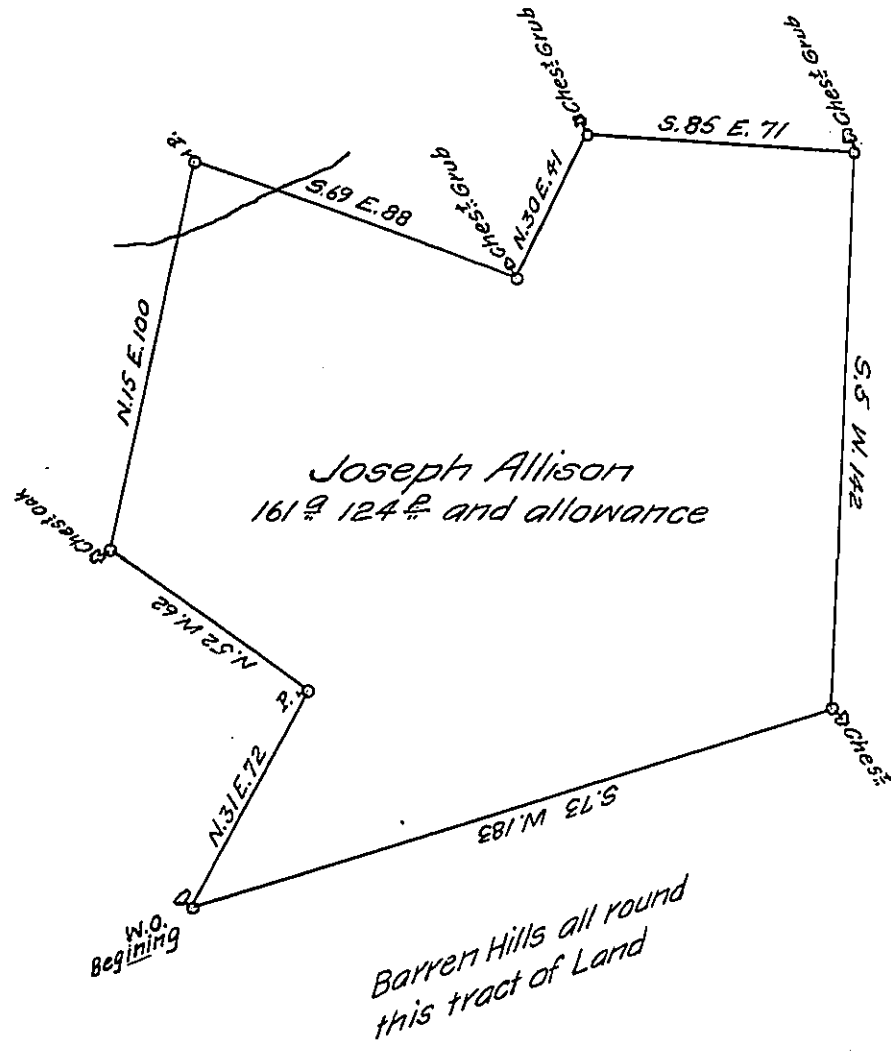 Chest. Grub
Chest. Grub
S.85 E. 71
P.
S.69 E. 88
Chest. Grub
N.30 E. 41
N.15 E. 100
S.5 W. 142
Joseph Allison
161 a 124 p and allowance
Chest oak
N.52 W. 62
P.
Chest
N.31 E. 72
S.73 W. 183
W.O.
Begining
Barren Hills all round
this tract of Land